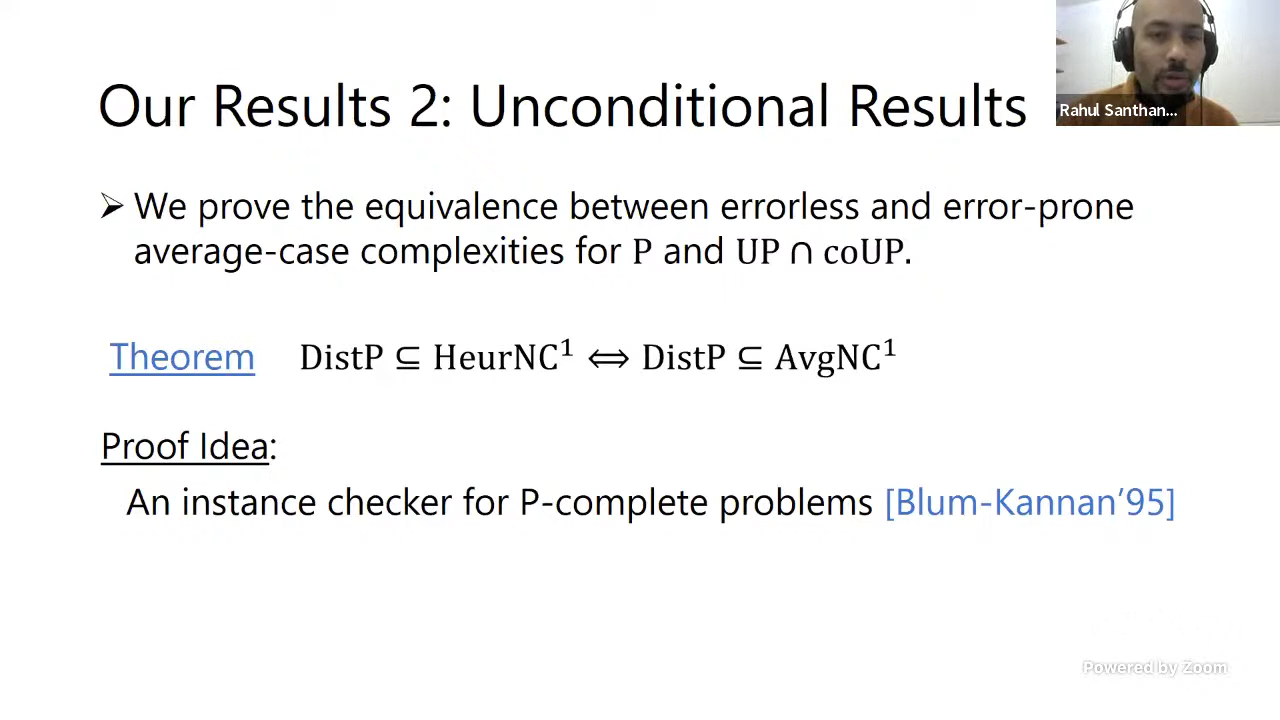 Our Results 2: Unconditional Results
Rahul Santhan...
➢ We prove the equivalence between errorless and error-prone
average-case complexities for P and UP ∩ coUP.
Theorem DistP ⊆ HeurNC¹ ⟺ DistP ⊆ AvgNC¹
Proof Idea:
An instance checker for P-complete problems [Blum-Kannan’95]
Powered by Zoom